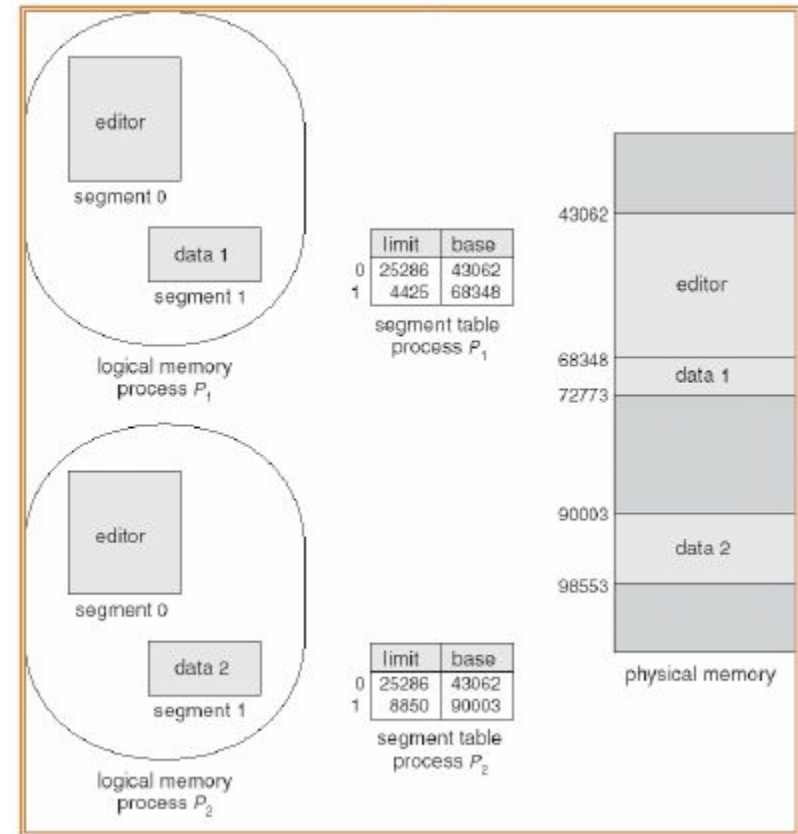 editor
segment 0
data 1
segment 1
logical memory
process P1
limit base
0 25286 43062
1 4425 68348
segment table
process P1
editor
segment 0
data 2
segment 1
logical memory
process P2
limit base
0 25286 43062
1 8850 90003
segment table
process P2
43062
editor
68348
data 1
72773
90003
data 2
98553
physical memory